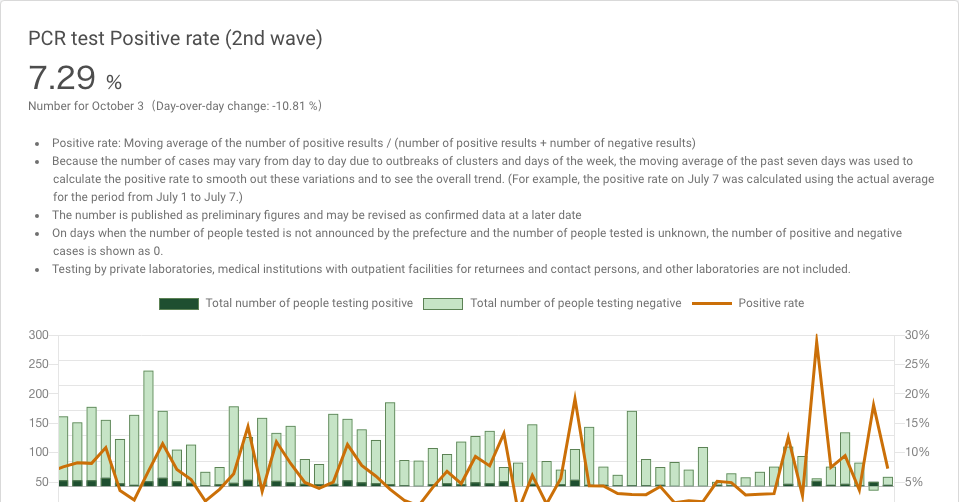 PCR test Positive rate (2nd wave)
7.29 %
Number for October 3 (Day-over-day change: -10.81 %)
• Positive rate: Moving average of the number of positive results / (number of positive results + number of negative results)
• Because the number of cases may vary from day to day due to outbreaks of clusters and days of the week, the moving average of the past seven days was used to
calculate the positive rate to smooth out these variations and to see the overall trend. (For example, the positive rate on July 7 was calculated using the actual average
for the period from July 1 to July 7.)
• The number is published as preliminary figures and may be revised as confirmed data at a later date
• On days when the number of people tested is not announced by the prefecture and the number of people tested is unknown, the number of positive and negative
cases is shown as 0.
• Testing by private laboratories, medical institutions with outpatient facilities for returnees and contact persons, and other laboratories are not included.
Total number of people testing positive Total number of people testing negative Positive rate
300 30%
250 25%
200 20%
150 15%
100 10%
50 5%